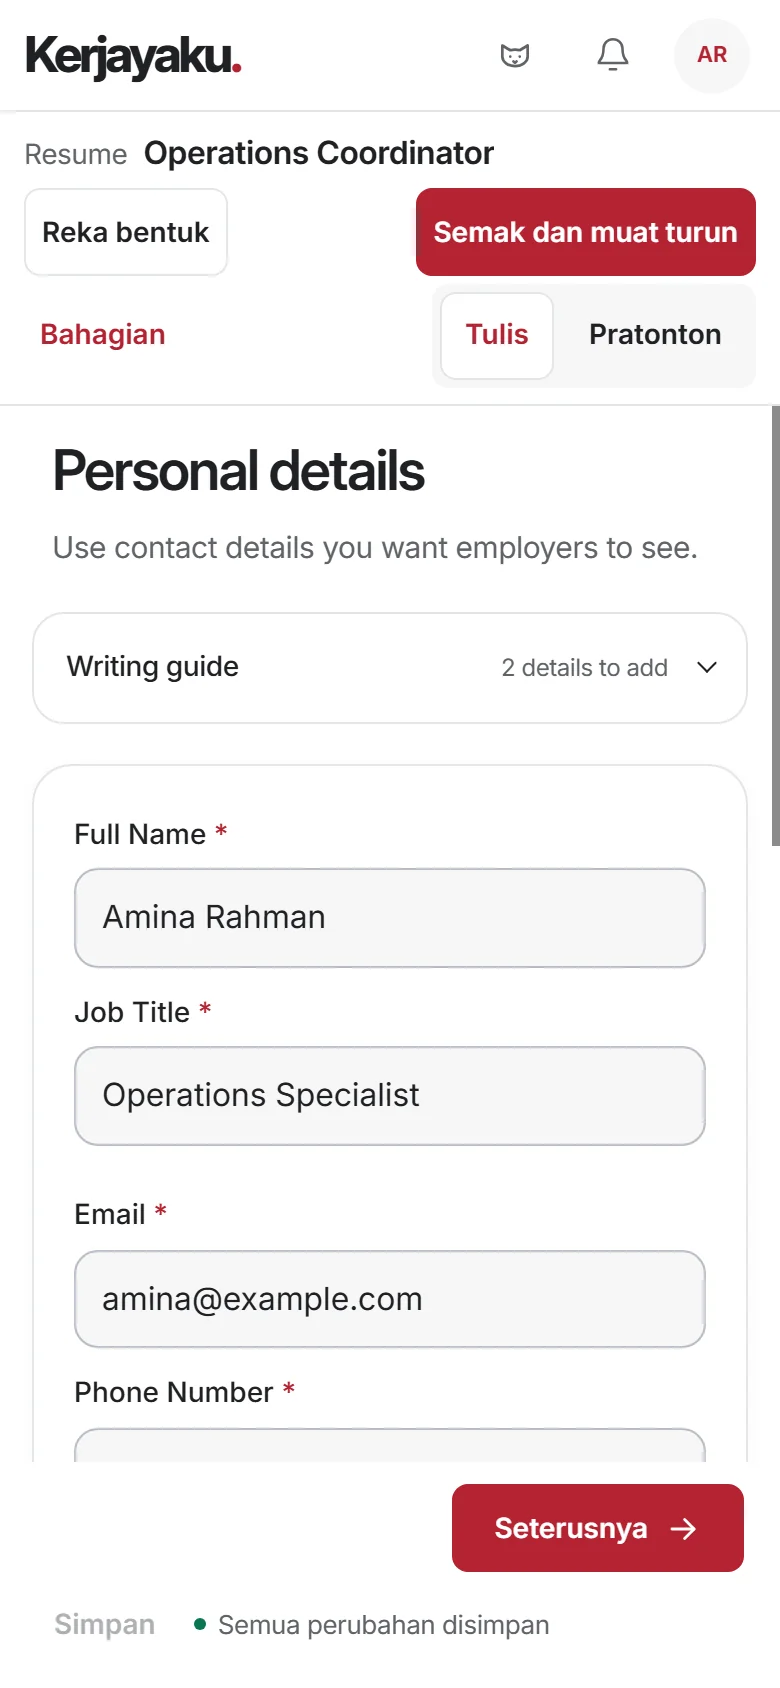 Kerjayaku.
AR
Resume Operations Coordinator
Reka bentuk
Semak dan muat turun
Bahagian
Tulis
Pratonton
Personal details
Use contact details you want employers to see.
Writing guide
2 details to add
Full Name *
Amina Rahman
Job Title *
Operations Specialist
Email *
amina@example.com
Phone Number *
Seterusnya →
Simpan
Semua perubahan disimpan